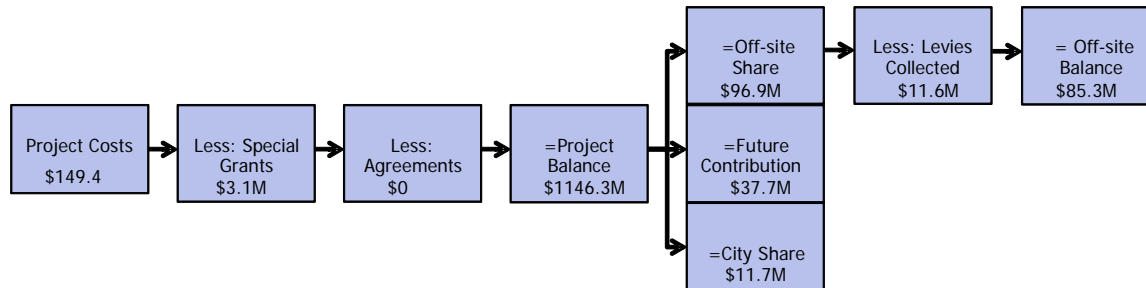 Project Costs
$149.4
Less: Special
Grants
$3.1M
Less:
Agreements
$0
=Project
Balance
$1146.3M
=Off-site
Share
$96.9M
=Future
Contribution
$37.7M
=City Share
$11.7M
Less: Levies
Collected
$11.6M
= Off-site
Balance
$85.3M